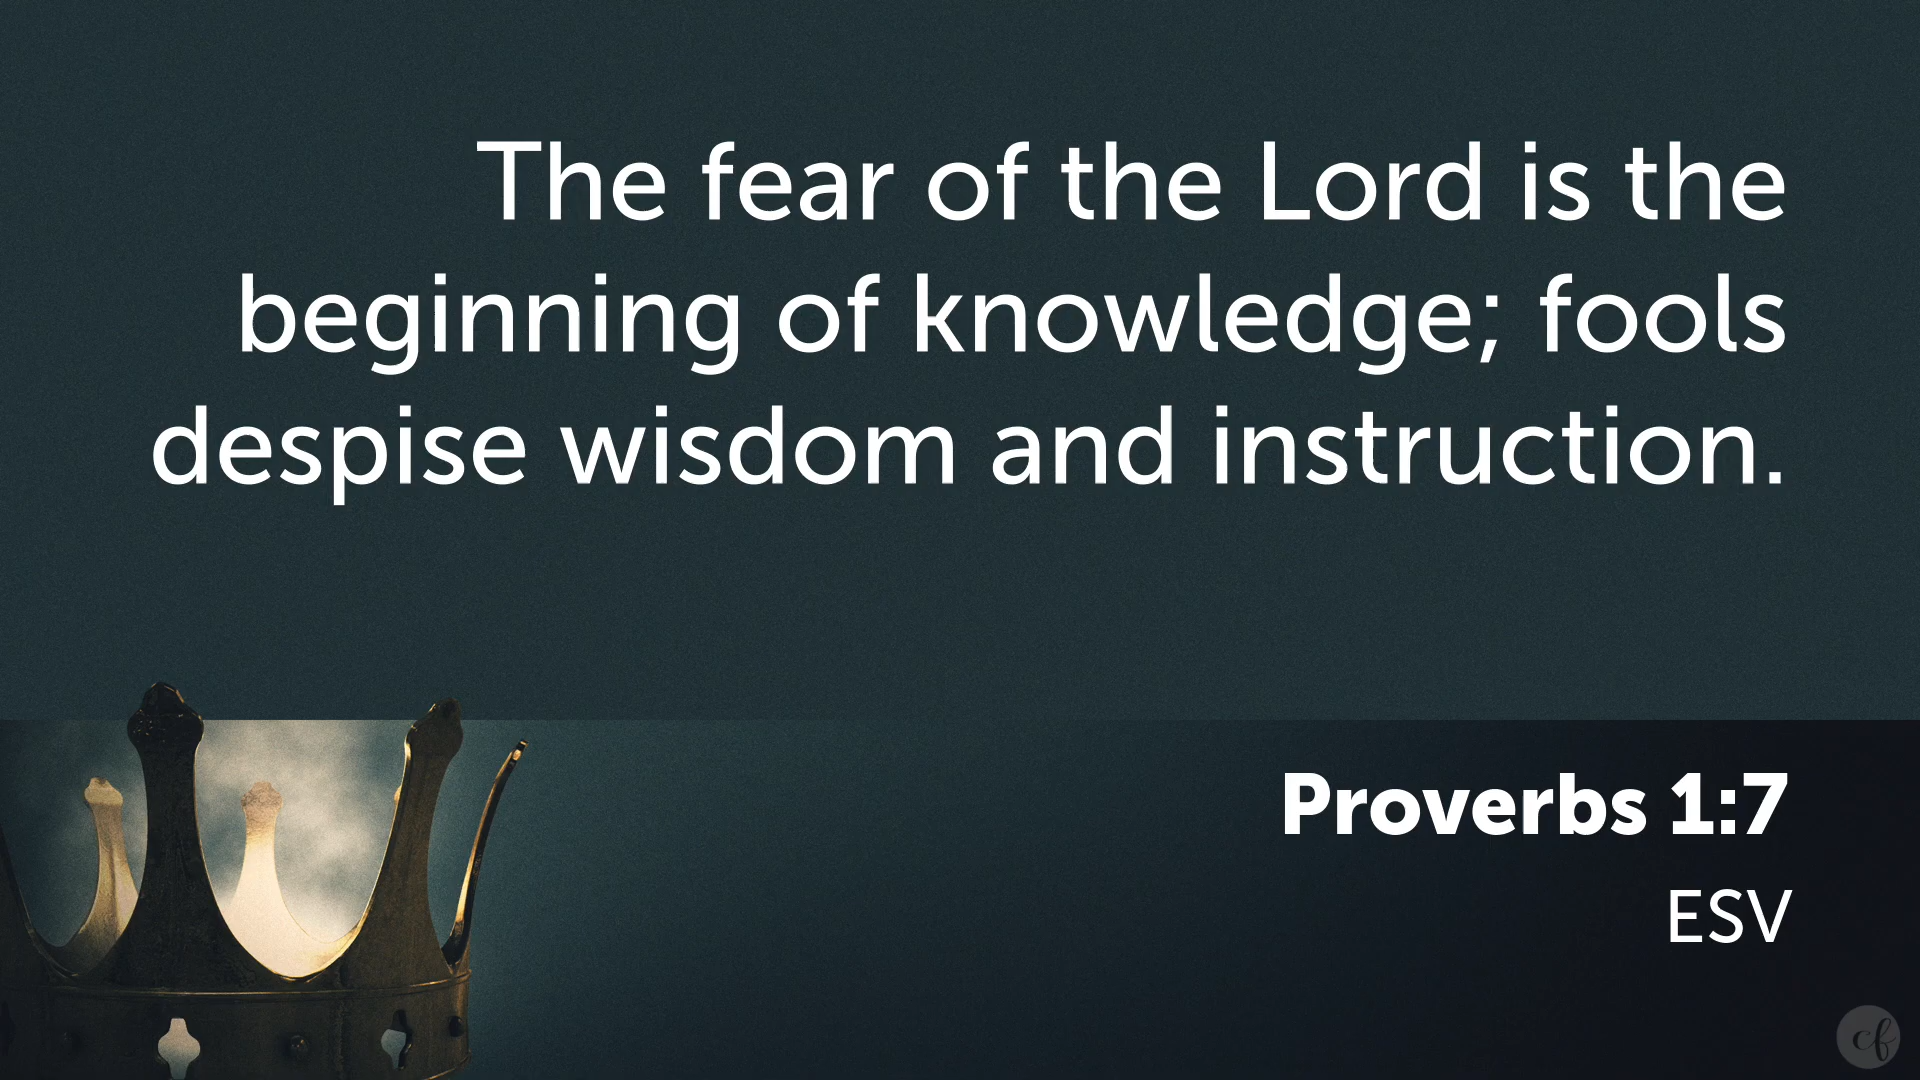 The fear of the Lord is the
beginning of knowledge; fools
despise wisdom and instruction.
Proverbs 1:7
ESV
cf